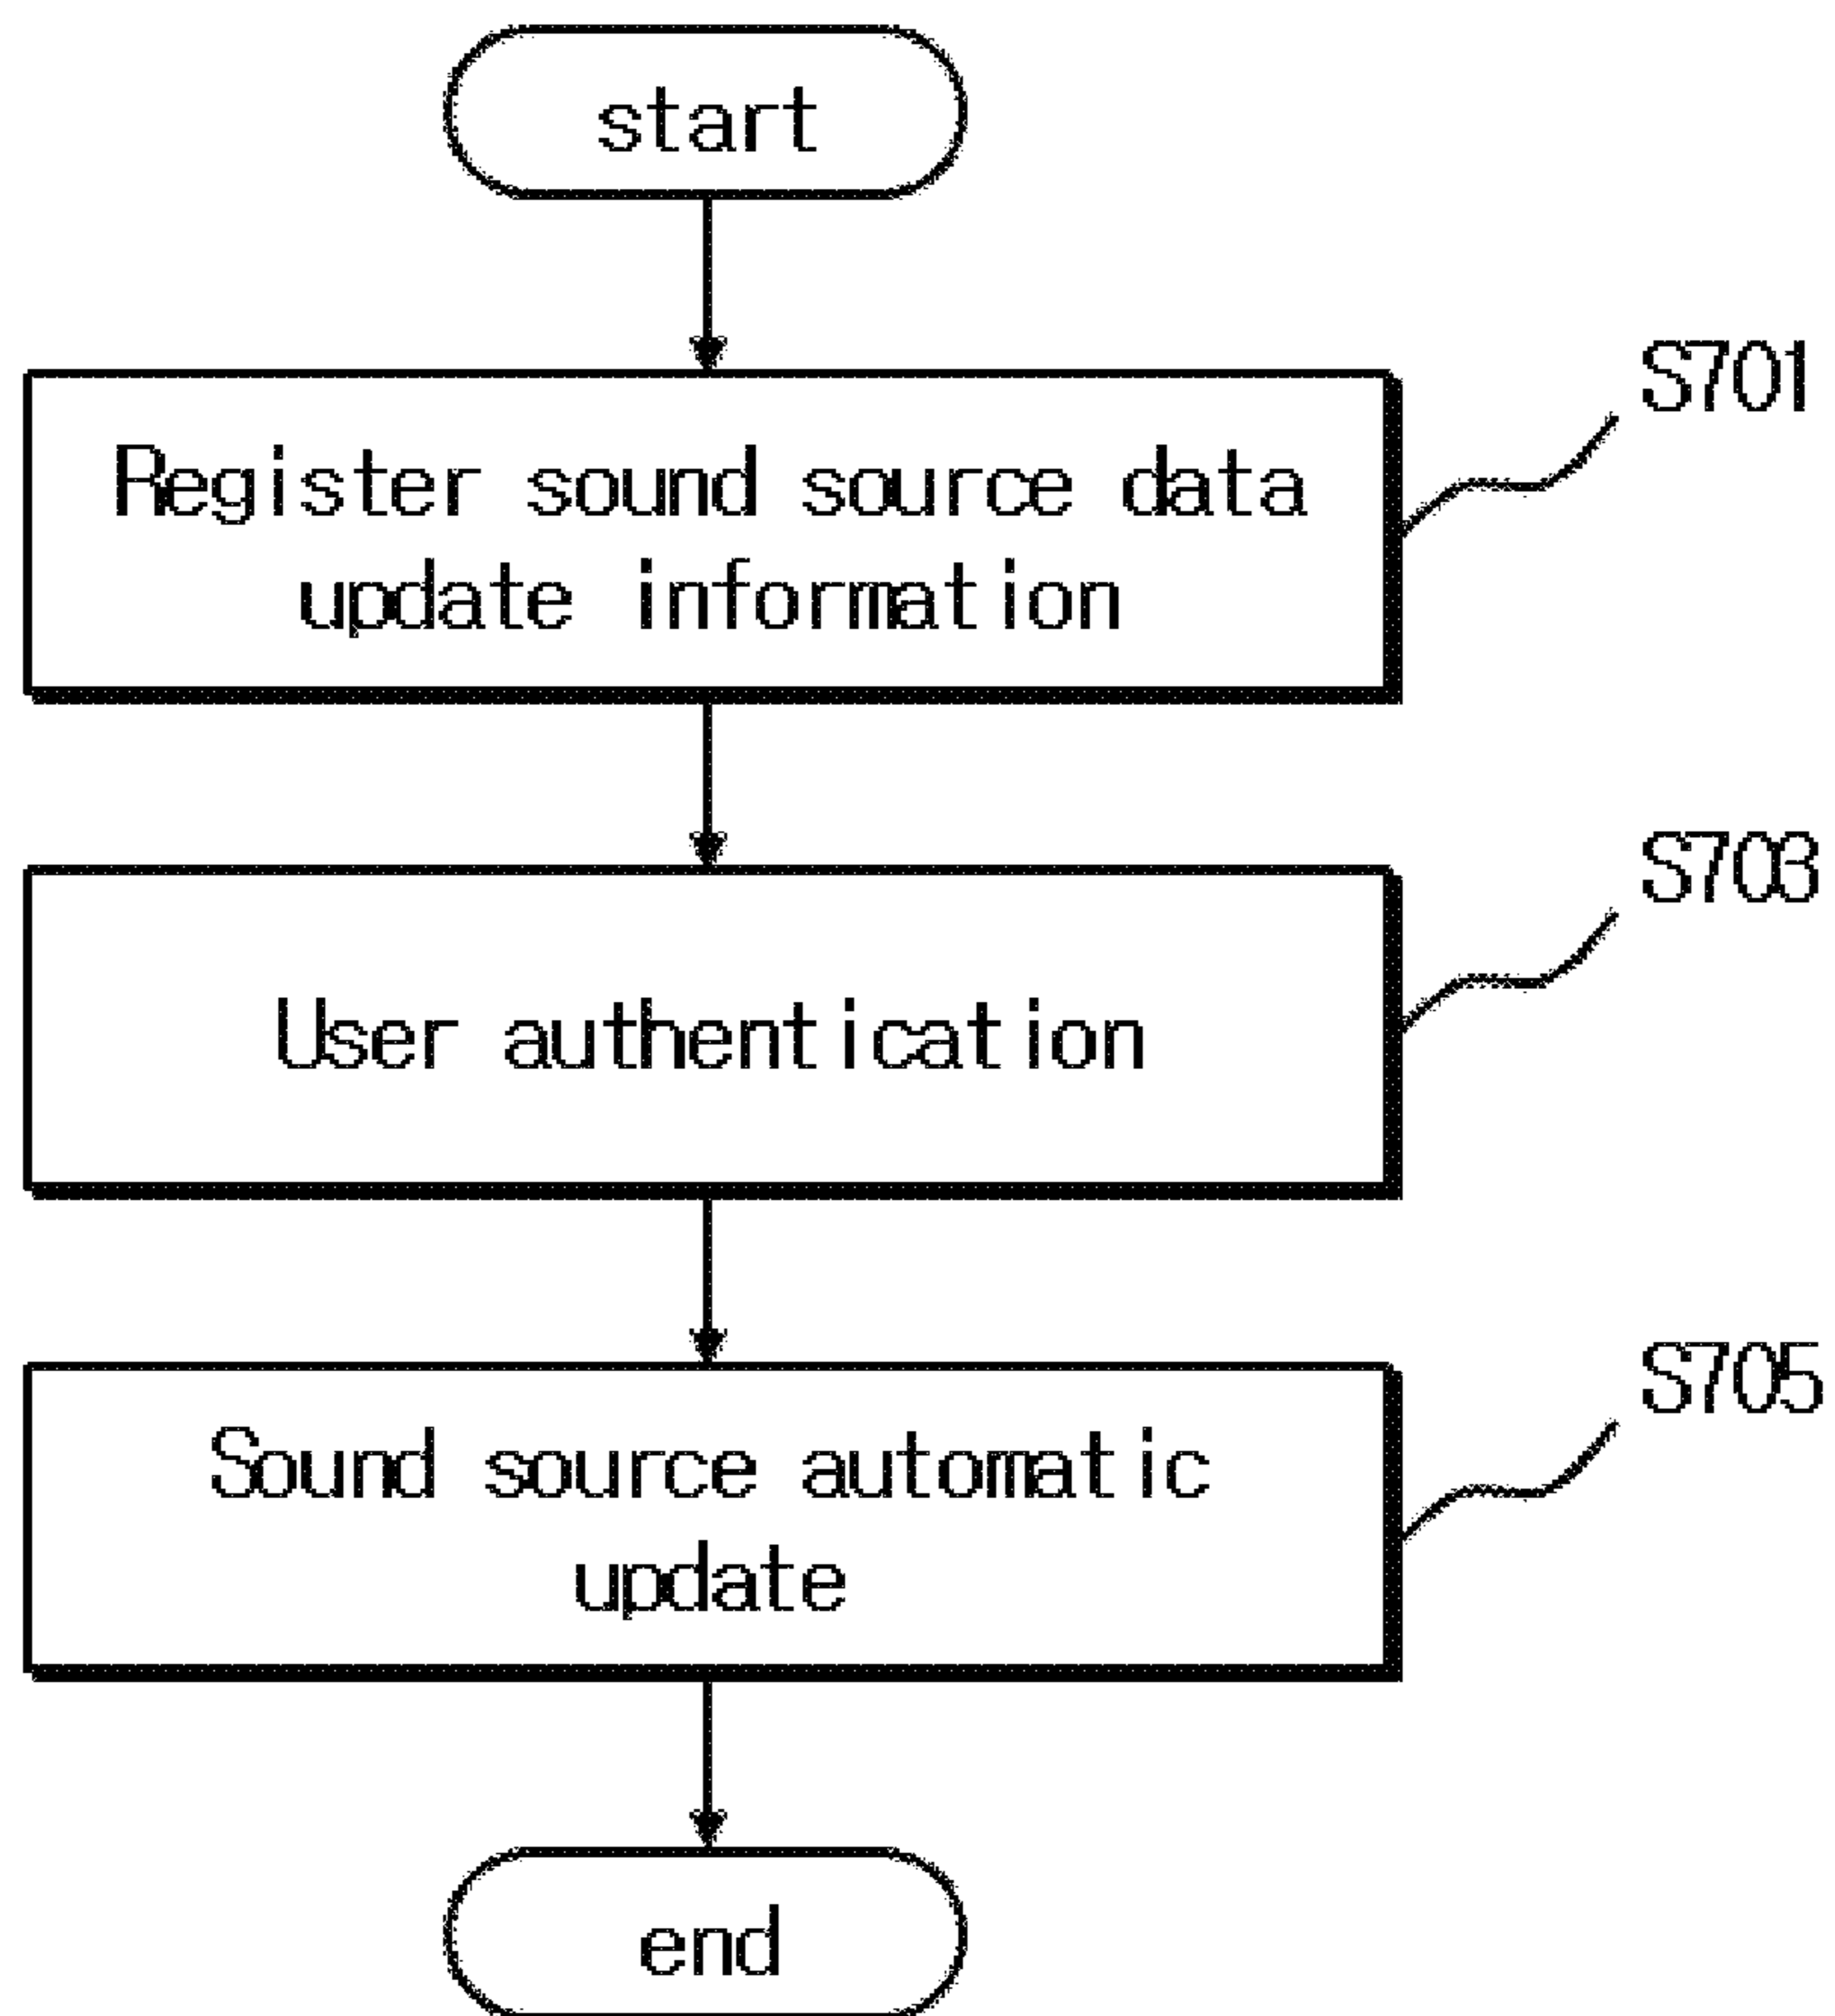 start
S701
Register sound source data
update information
S703
User authentication
S705
Sound source automatic
update
end